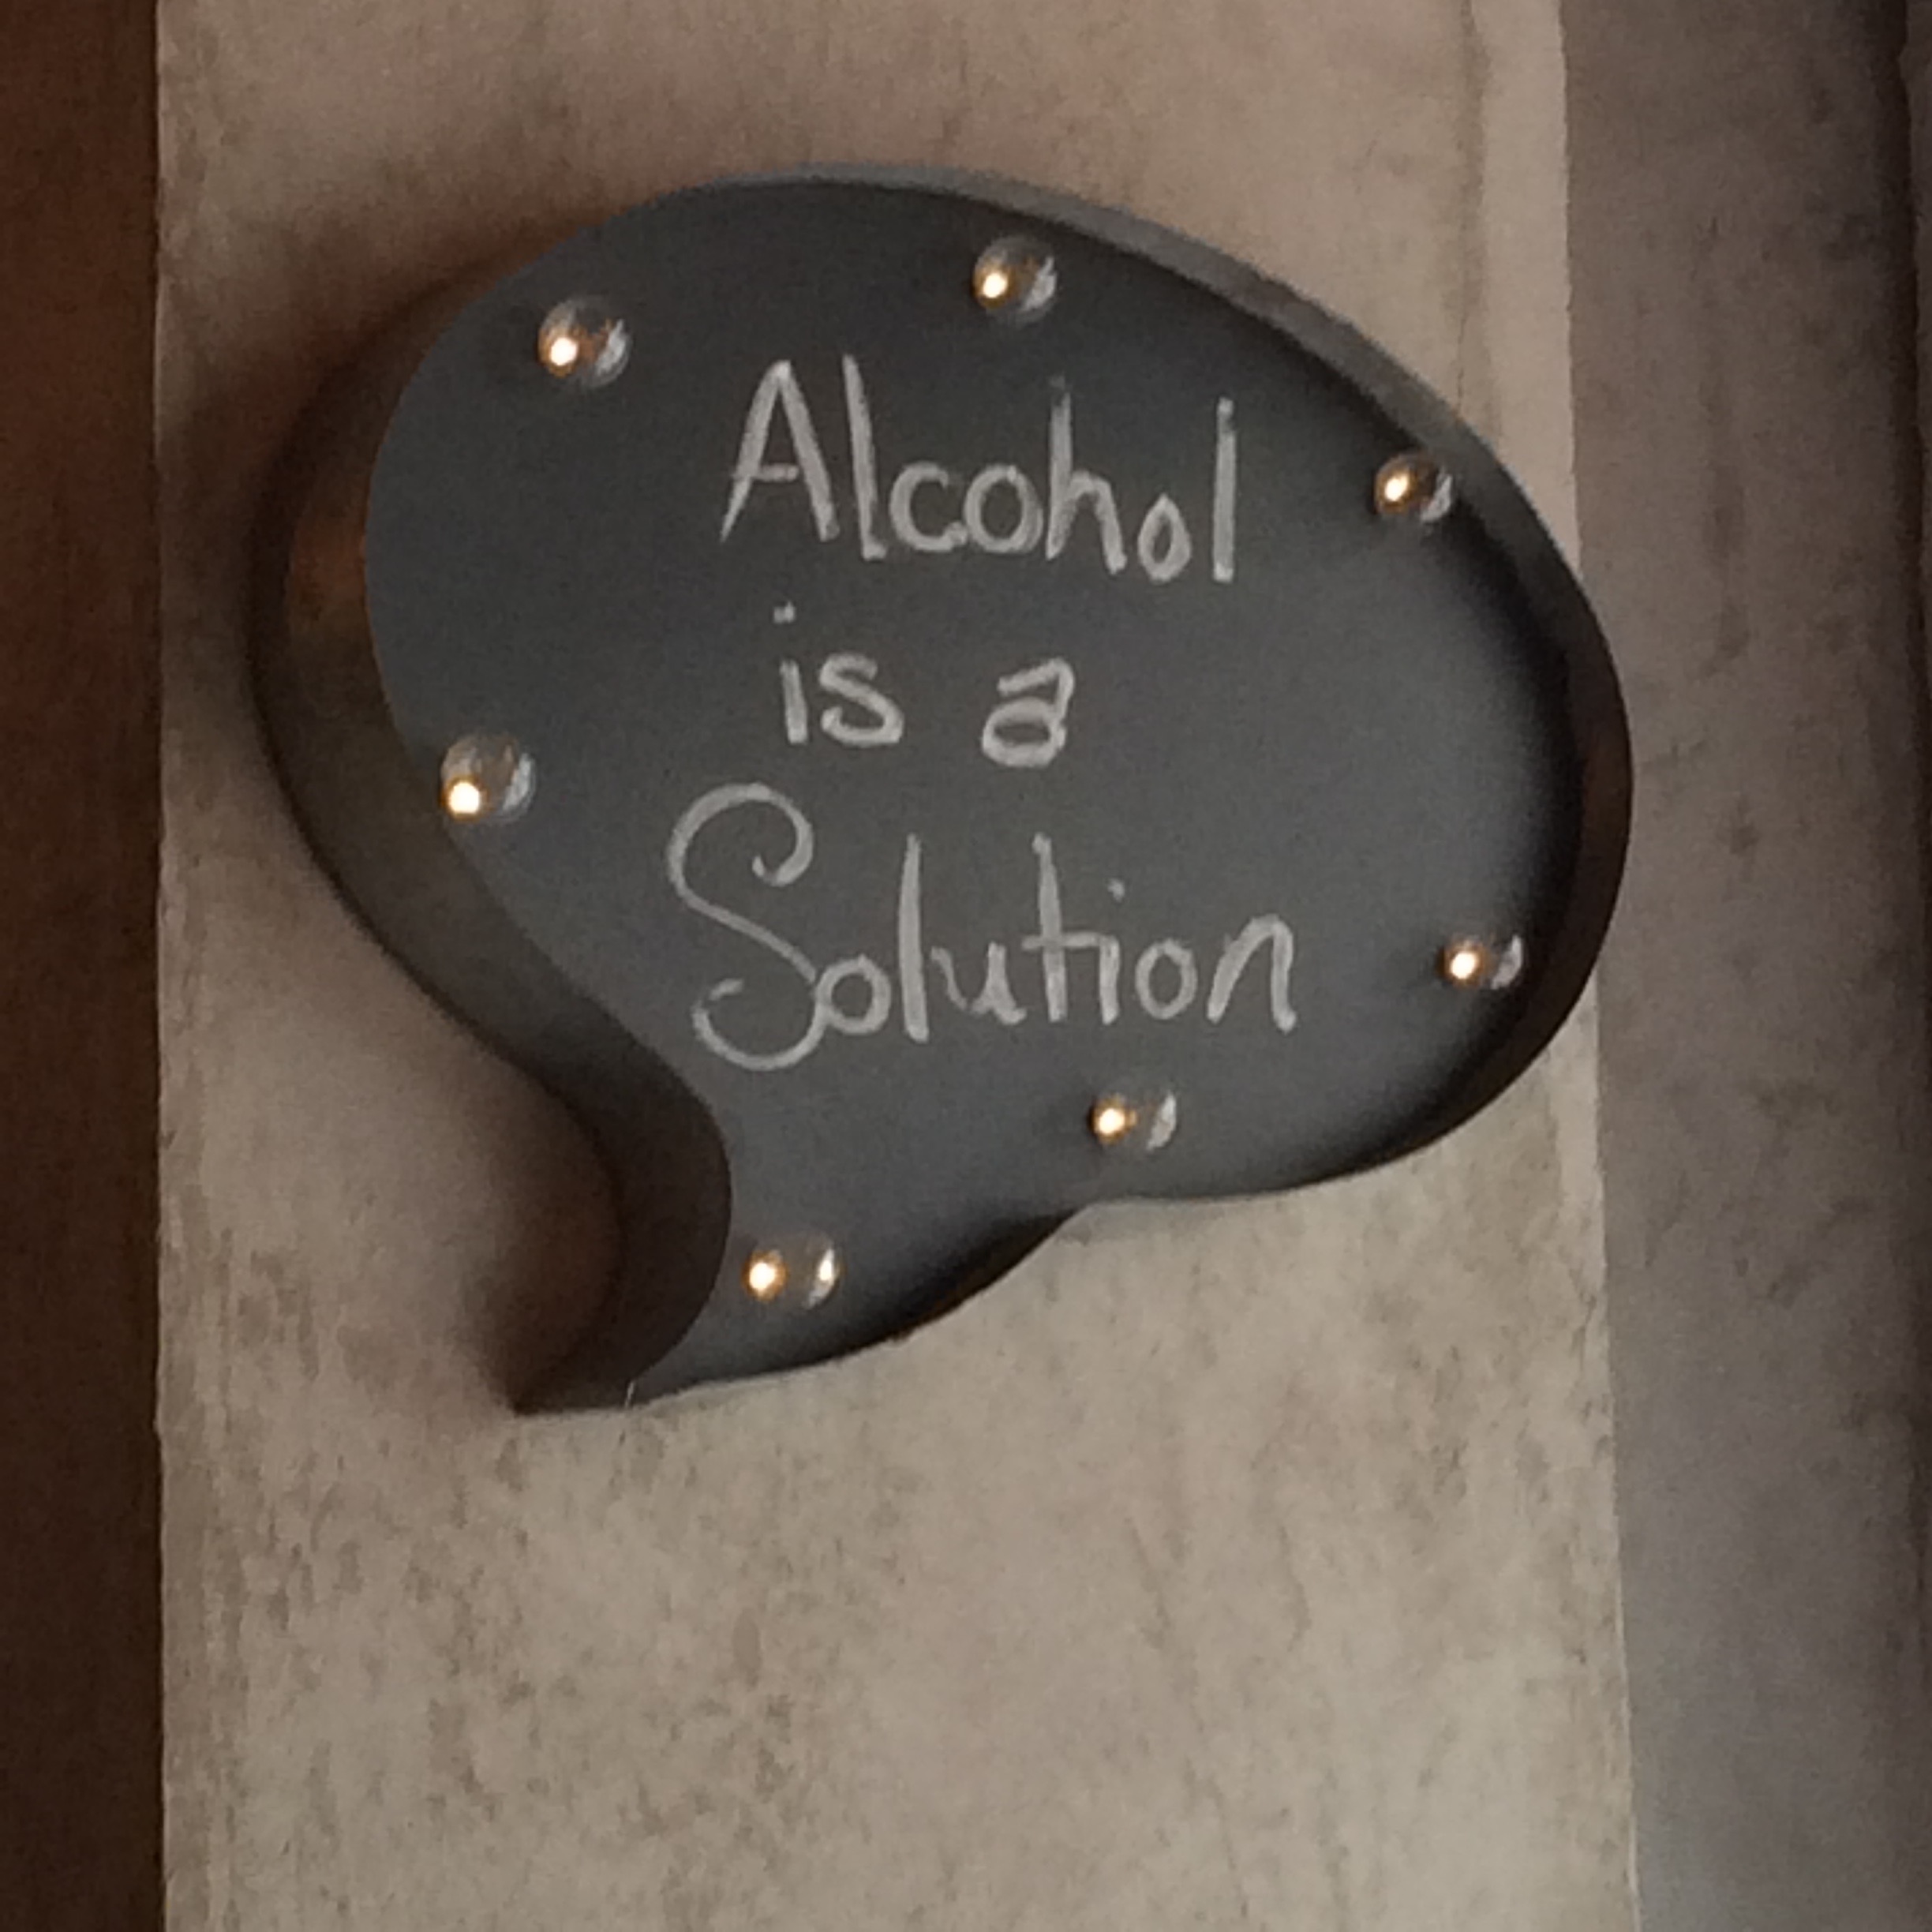 Alcohol
is a
Solution